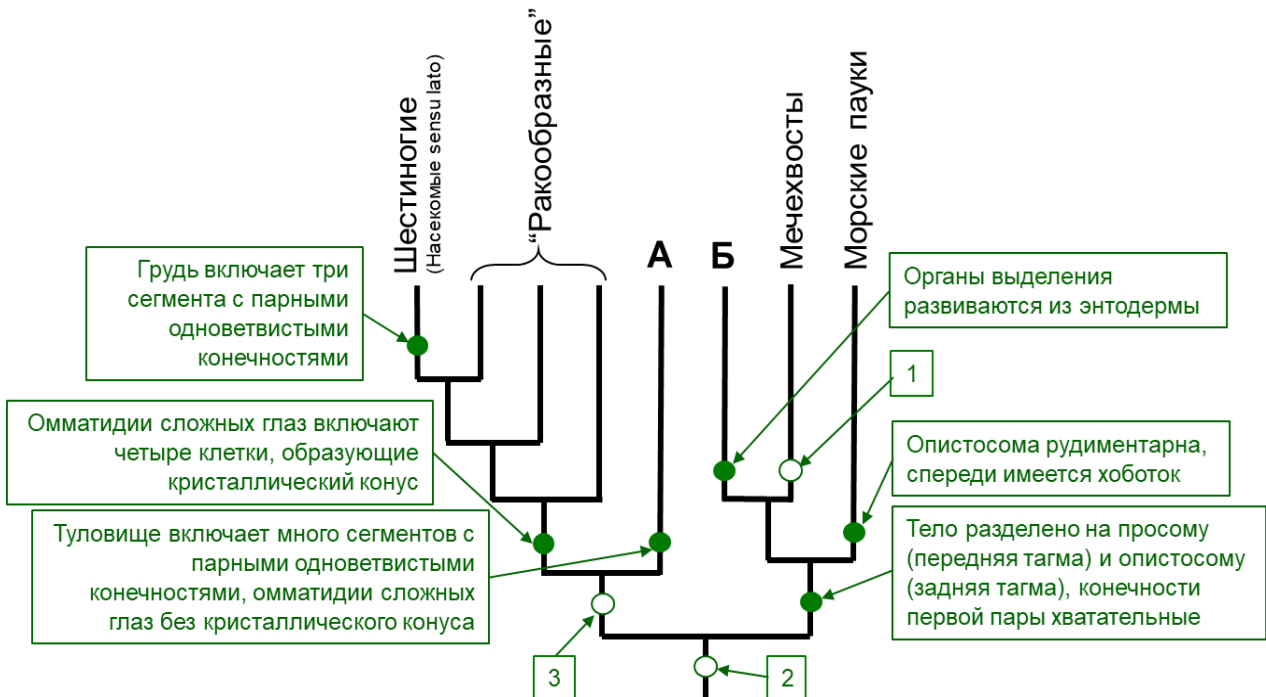 Шестиногие
(Насекомые sensu lato)
“Ракообразные”
А
Б
Мечехвосты
Морские пауки
Грудь включает три
сегмента с парными
одноветвистыми
конечностями
Омматидии сложных глаз включают
четыре клетки, образующие
кристаллический конус
Туловище включает много сегментов с
парными одноветвистыми
конечностями, омматидии сложных
глаз без кристаллического конуса
3
2
Органы выделения
развиваются из энтодермы
1
Опистосома рудиментарна,
спереди имеется хоботок
Тело разделено на просому
(передняя тагма) и опистосому
(задняя тагма), конечности
первой пары хватательные